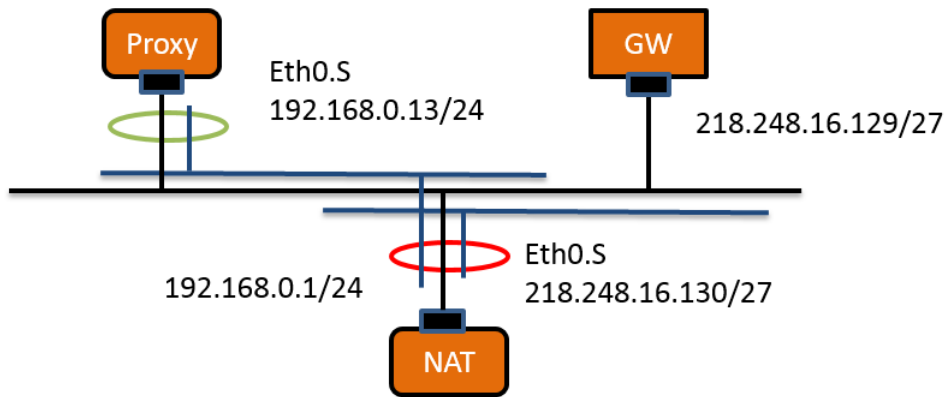 Proxy
GW
Eth0.S
192.168.0.13/24
218.248.16.129/27
192.168.0.1/24
Eth0.S
218.248.16.130/27
NAT